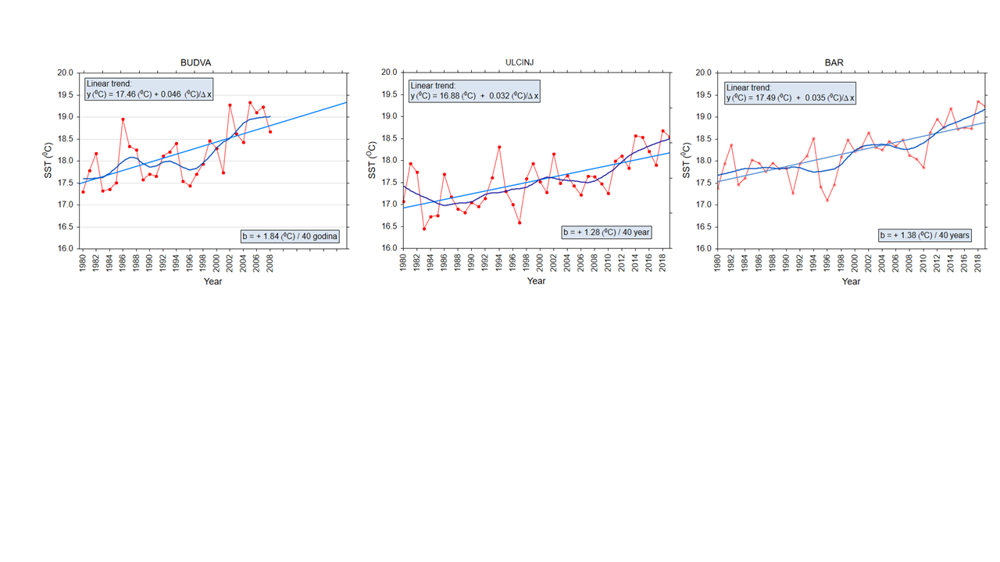 BUDVA
20.0
19.5
19.0
18.5
18.0
17.5
17.0
16.5
16.0
SST (⁰C)
Linear trend:
y (⁰C) = 17.46 (⁰C) + 0.046 (⁰C)/Δ x
b = + 1.84 (⁰C) / 40 godina
1980 1982 1984 1986 1988 1990 1992 1994 1996 1998 2000 2002 2004 2006 2008
Year
ULCINJ
20.0
19.5
19.0
18.5
18.0
17.5
17.0
16.5
16.0
SST (⁰C)
Linear trend:
y (⁰C) = 16.88 (⁰C) + 0.032 (⁰C)/Δ x
b = + 1.28 (⁰C) / 40 year
1980 1982 1984 1986 1988 1990 1992 1994 1996 1998 2000 2002 2004 2006 2008 2010 2012 2014 2016 2018
Year
BAR
20.0
19.5
19.0
18.5
18.0
17.5
17.0
16.5
16.0
SST (⁰C)
Linear trend:
y (⁰C) = 17.49 (⁰C) + 0.035 (⁰C)/Δ x
b = + 1.38 (⁰C) / 40 years
1980 1982 1984 1986 1988 1990 1992 1994 1996 1998 2000 2002 2004 2006 2008 2010 2012 2014 2016 2018
Year